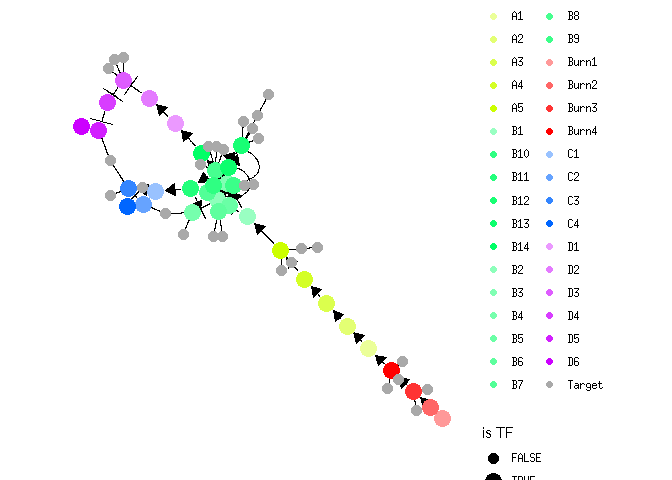 A1 B8
A2 B9
A3 Burn1
A4 Burn2
A5 Burn3
B1 Burn4
B10 C1
B11 C2
B12 C3
B13 C4
B14 D1
B2 D2
B3 D3
B4 D4
B5 D5
B6 D6
B7 Target
is TF
FALSE
TRUE